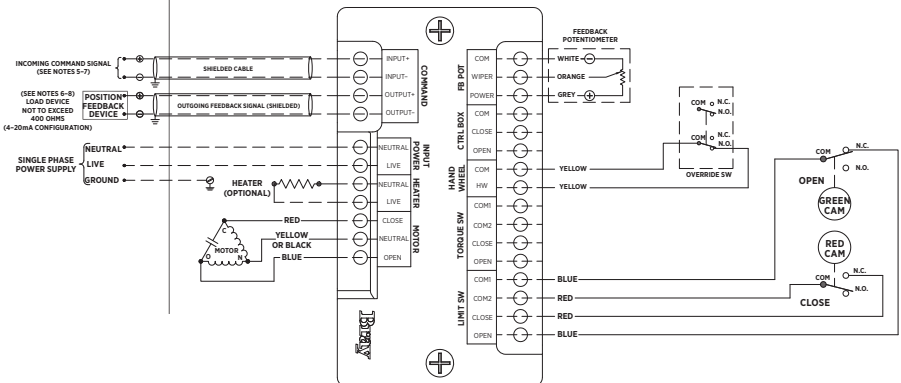 INCOMING COMMAND SIGNAL
(SEE NOTES 5-7)
SHIELDED CABLE
(SEE NOTES 6-8)
LOAD DEVICE
NOT TO EXCEED
400 OHMS
(4-20mA CONFIGURATION)
POSITION
FEEDBACK
DEVICE
OUTGOING FEEDBACK SIGNAL (SHIELDED)
SINGLE PHASE
POWER SUPPLY
NEUTRAL
LIVE
GROUND
HEATER
(OPTIONAL)
RED
YELLOW
OR BLACK
BLUE
C
MOTOR
O
N
INPUT+
INPUT-
OUTPUT+
OUTPUT-
COMMAND
NEUTRAL
LIVE
INPUT
POWER
NEUTRAL
LIVE
HEATER
CLOSE
NEUTRAL
OPEN
MOTOR
Bray
FB POT
COM
WIPER
POWER
CTRL BOX
COM
CLOSE
OPEN
HAND
WHEEL
COM
HW
TORQUE SW
COM1
COM2
CLOSE
OPEN
LIMIT SW
COM1
COM2
CLOSE
OPEN
FEEDBACK
POTENTIOMETER
WHITE
ORANGE
GREY
YELLOW
YELLOW
COM
N.C.
N.O.
COM
N.C.
N.O.
OVERRIDE SW
BLUE
RED
RED
BLUE
COM
N.C.
N.O.
OPEN
GREEN
CAM
RED
CAM
COM
N.C.
N.O.
CLOSE